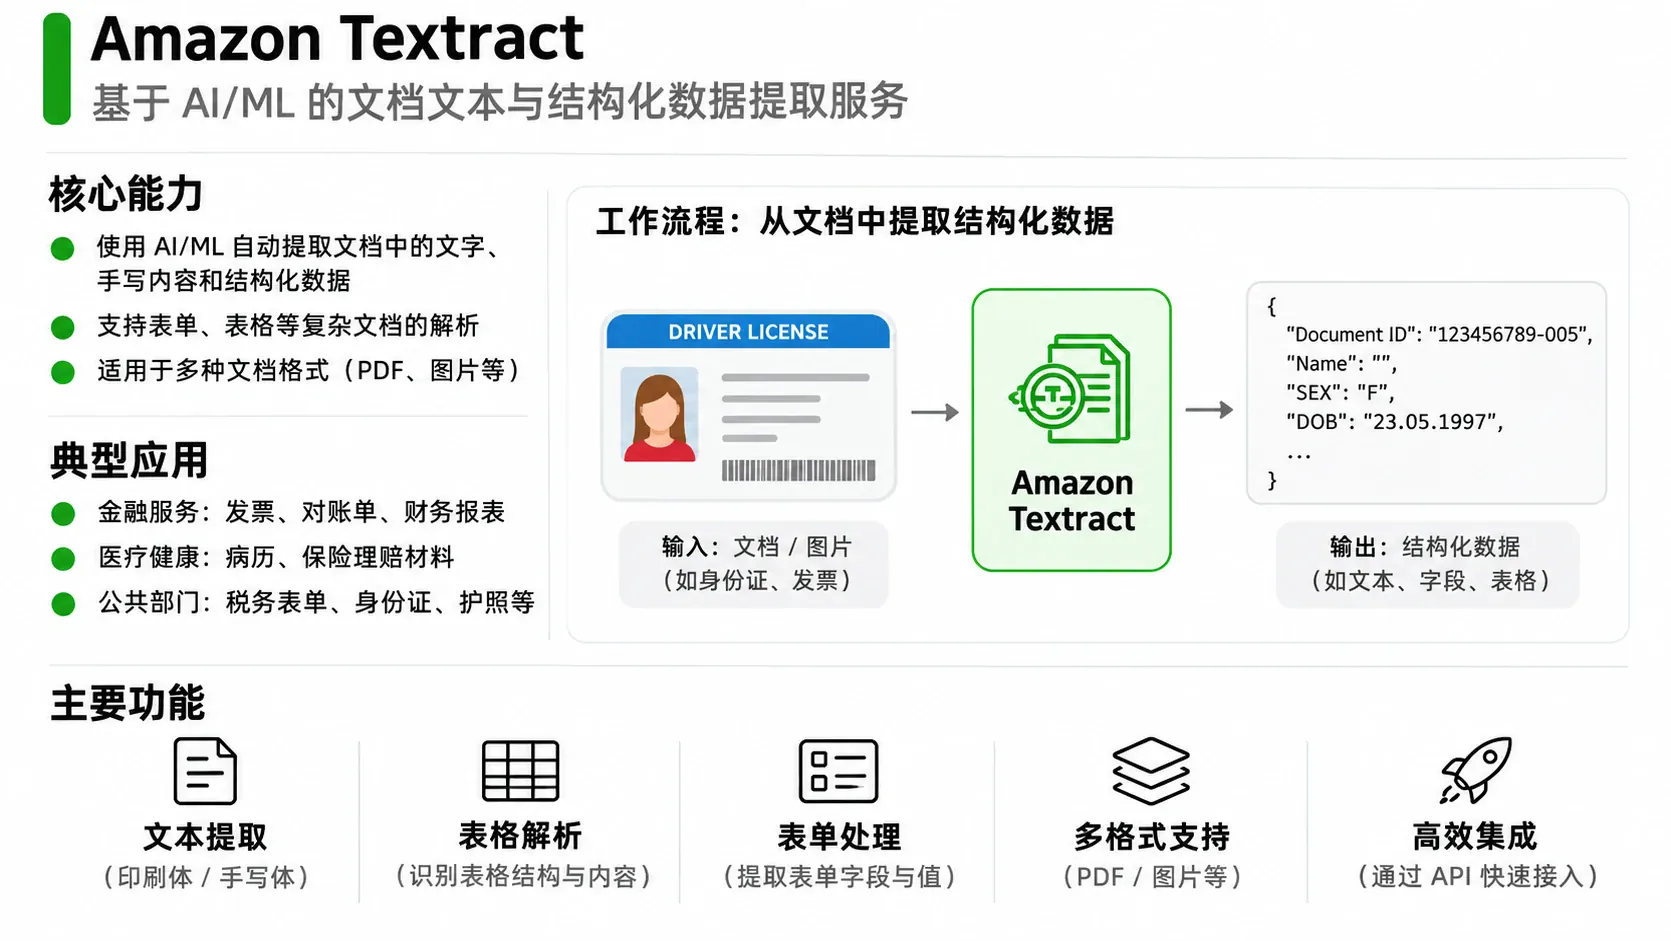 Amazon Textract
基于 AI/ML 的文档文本与结构化数据提取服务
核心能力
使用 AI/ML 自动提取文档中的文字、
手写内容和结构化数据
支持表单、表格等复杂文档的解析
适用于多种文档格式（PDF、图片等）
典型应用
金融服务：发票、对账单、财务报表
医疗健康：病历、保险理赔材料
公共部门：税务表单、身份证、护照等
工作流程：从文档中提取结构化数据
DRIVER LICENSE
输入：文档 / 图片
（如身份证、发票）
T
Amazon
Textract
{
"Document ID": "123456789-005",
"Name": "",
"SEX": "F",
"DOB": "23.05.1997",
...
}
输出：结构化数据
（如文本、字段、表格）
主要功能
文本提取
（印刷体 / 手写体）
表格解析
（识别表格结构与内容）
表单处理
（提取表单字段与值）
多格式支持
（PDF / 图片等）
高效集成
（通过 API 快速接入）